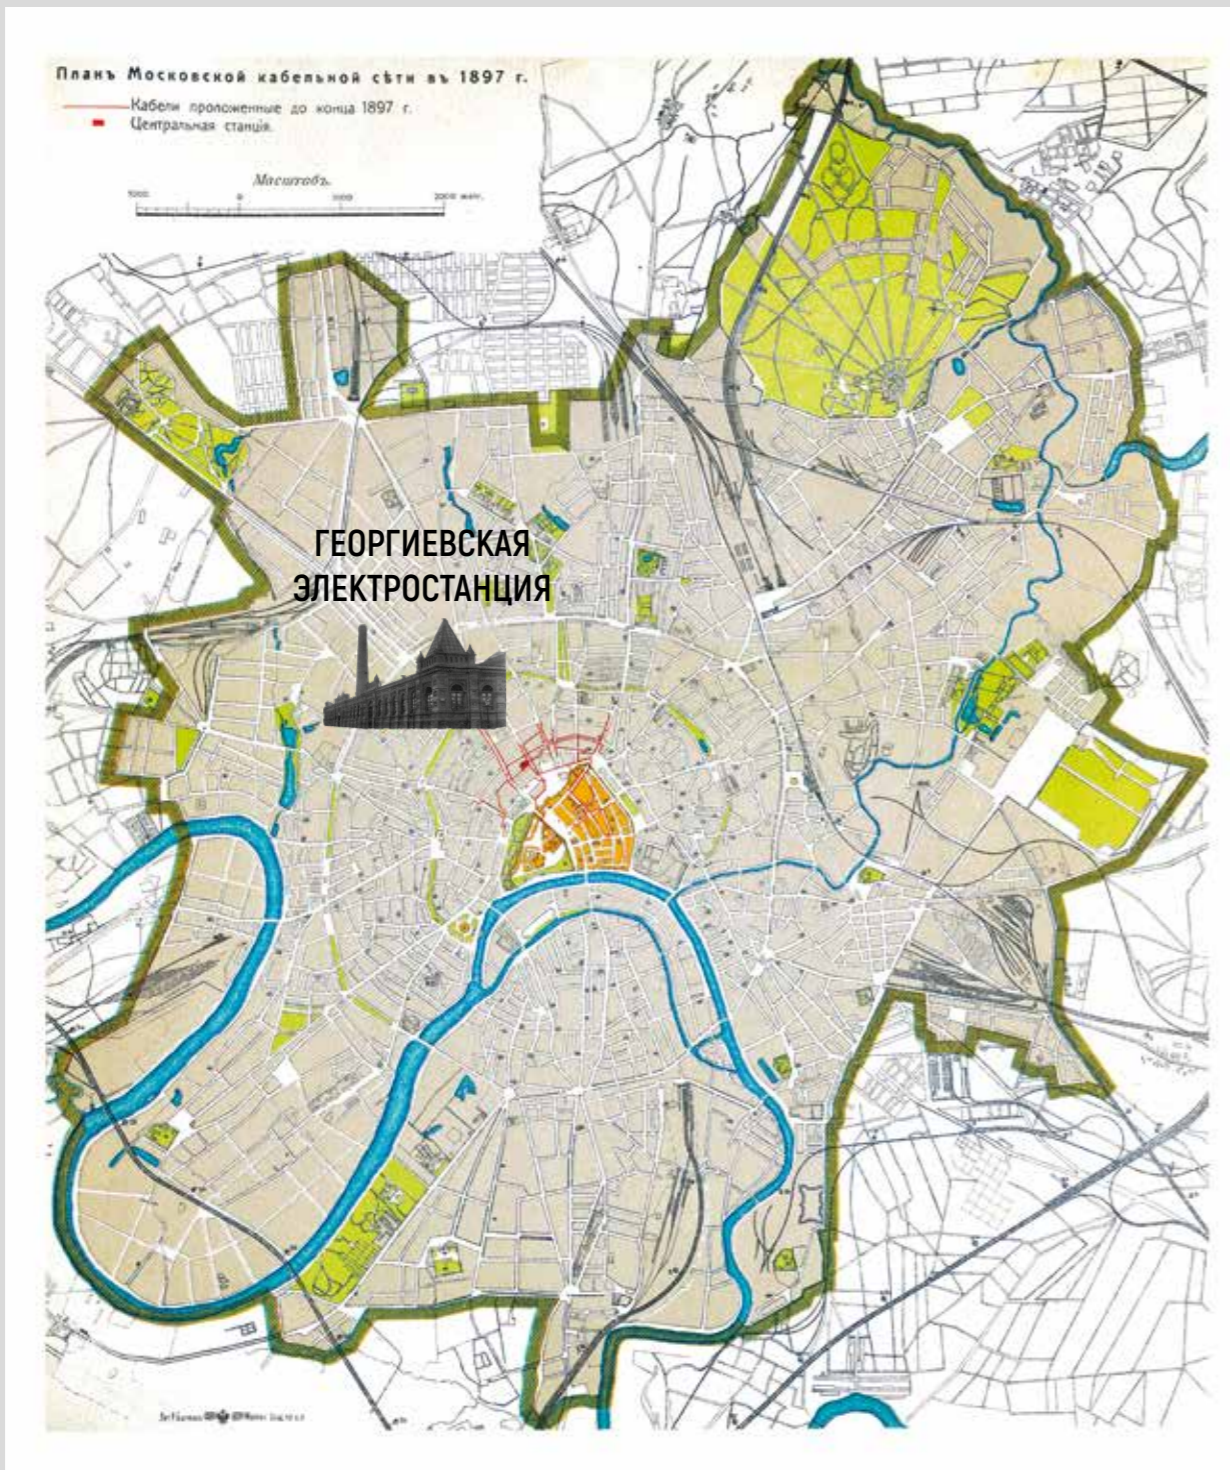 Планъ Московской кабельной сѣти въ 1897 г.
Кабели проложенные до конца 1897 г.
Центральная станція.
Масштабъ.
1000 0 1000 2000 мет.
ГЕОРГИЕВСКАЯ
ЭЛЕКТРОСТАНЦИЯ